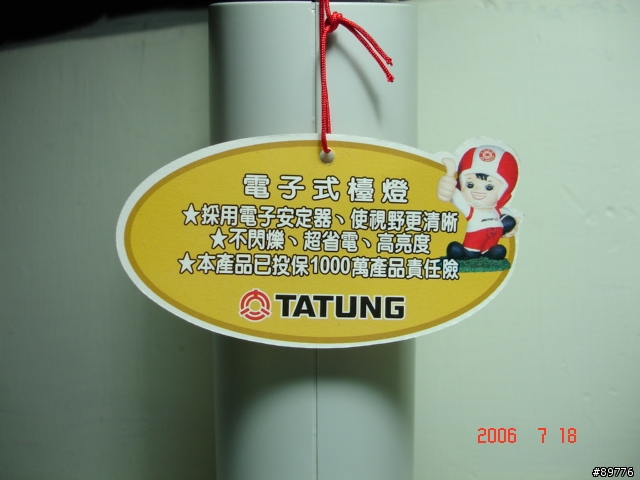 電子式檯燈
★採用電子安定器、使視野更清晰
★不閃爍、超省電、高亮度
★本產品已投保1000萬產品責任險
TATUNG
2006 7 18
#89776